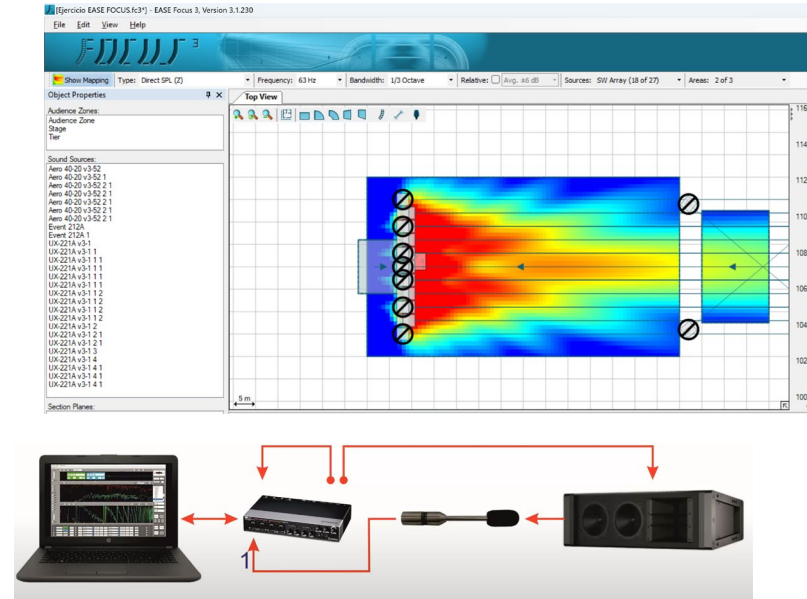 [Ejercicio EASE FOCUS.fc3*] - EASE Focus 3, Version 3.1.230
File Edit View Help
FOCUS 3
Show Mapping Type: Direct SPL (Z) Frequency: 63 Hz Bandwidth: 1/3 Octave Relative: Avg. ±6 dB Sources: SW Array (18 of 27) Areas: 2 of 3
Object Properties
Top View
Audience Zones:
Audience Zone
Stage
Tier
Sound Sources:
Aero 40-20 v3-52
Aero 40-20 v3-52 1
Aero 40-20 v3-52 2 1
Aero 40-20 v3-52 2 1
Aero 40-20 v3-52 2 1
Aero 40-20 v3-52 2 1
Aero 40-20 v3-52 2 1
Event 212A
Event 212A 1
UX-221A v3-1
UX-221A v3-1 1
UX-221A v3-1 1 1
UX-221A v3-1 1 1
UX-221A v3-1 1 1
UX-221A v3-1 1 1
UX-221A v3-1 1 2
UX-221A v3-1 1 2
UX-221A v3-1 1 2
UX-221A v3-1 1 2
UX-221A v3-1 2
UX-221A v3-1 2 1
UX-221A v3-1 2 1
UX-221A v3-1 3
UX-221A v3-1 4
UX-221A v3-1 4 1
UX-221A v3-1 4 1
UX-221A v3-1 4 1
Section Planes:
116
114
112
110
108
106
104
102
100
5 m
1